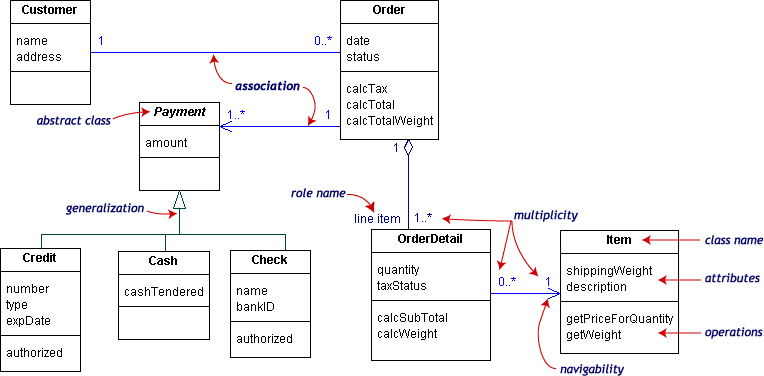 Customer
name
address
1
0..*
Order
date
status
calcTax
calcTotal
calcTotalWeight
association
abstract class
Payment
amount
1..*
1
1
generalization
role name
line item
1..*
multiplicity
Credit
number
type
expDate
authorized
Cash
cashTendered
Check
name
bankID
authorized
OrderDetail
quantity
taxStatus
calcSubTotal
calcWeight
0..*
1
Item
shippingWeight
description
getPriceForQuantity
getWeight
class name
attributes
operations
navigability